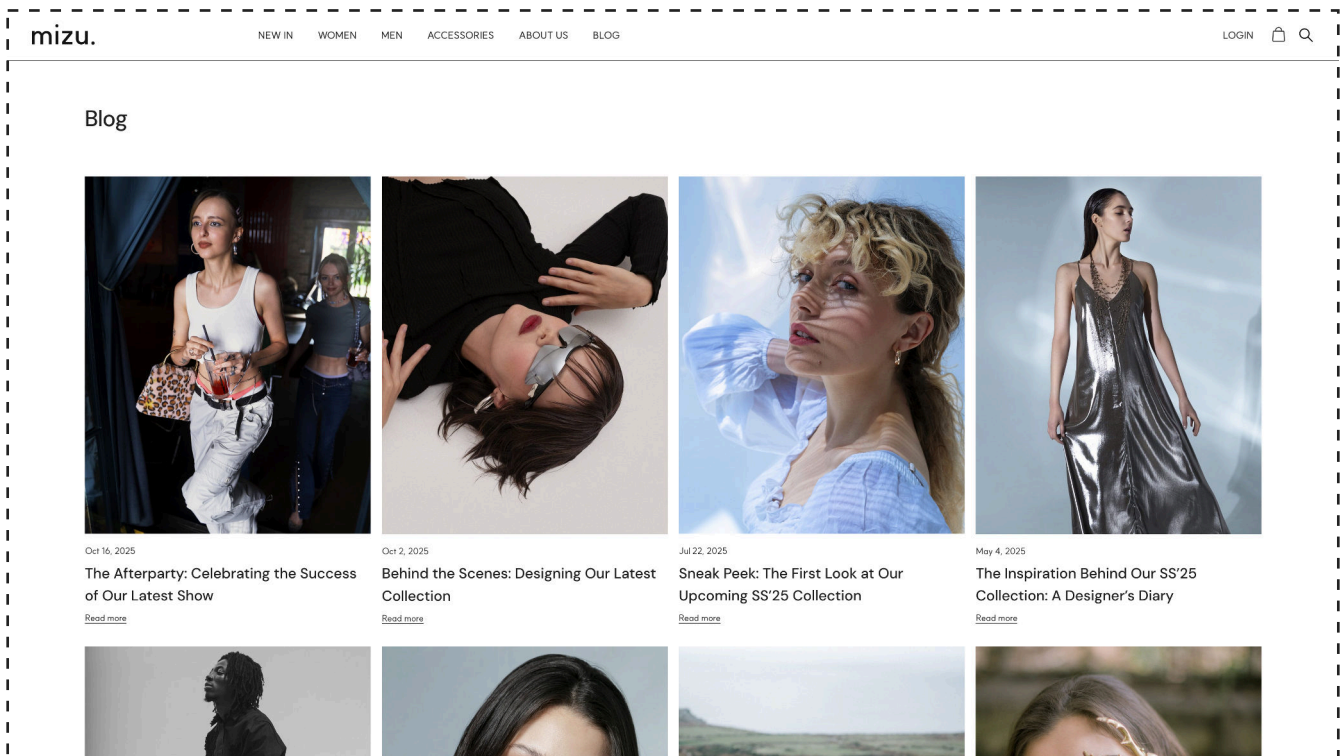 mizu.
NEW IN
WOMEN
MEN
ACCESSORIES
ABOUT US
BLOG
LOGIN
Blog
Oct 16, 2025
The Afterparty: Celebrating the Success
of Our Latest Show
Read more
Oct 2, 2025
Behind the Scenes: Designing Our Latest
Collection
Read more
Jul 22, 2025
Sneak Peek: The First Look at Our
Upcoming SS’25 Collection
Read more
May 4, 2025
The Inspiration Behind Our SS’25
Collection: A Designer’s Diary
Read more